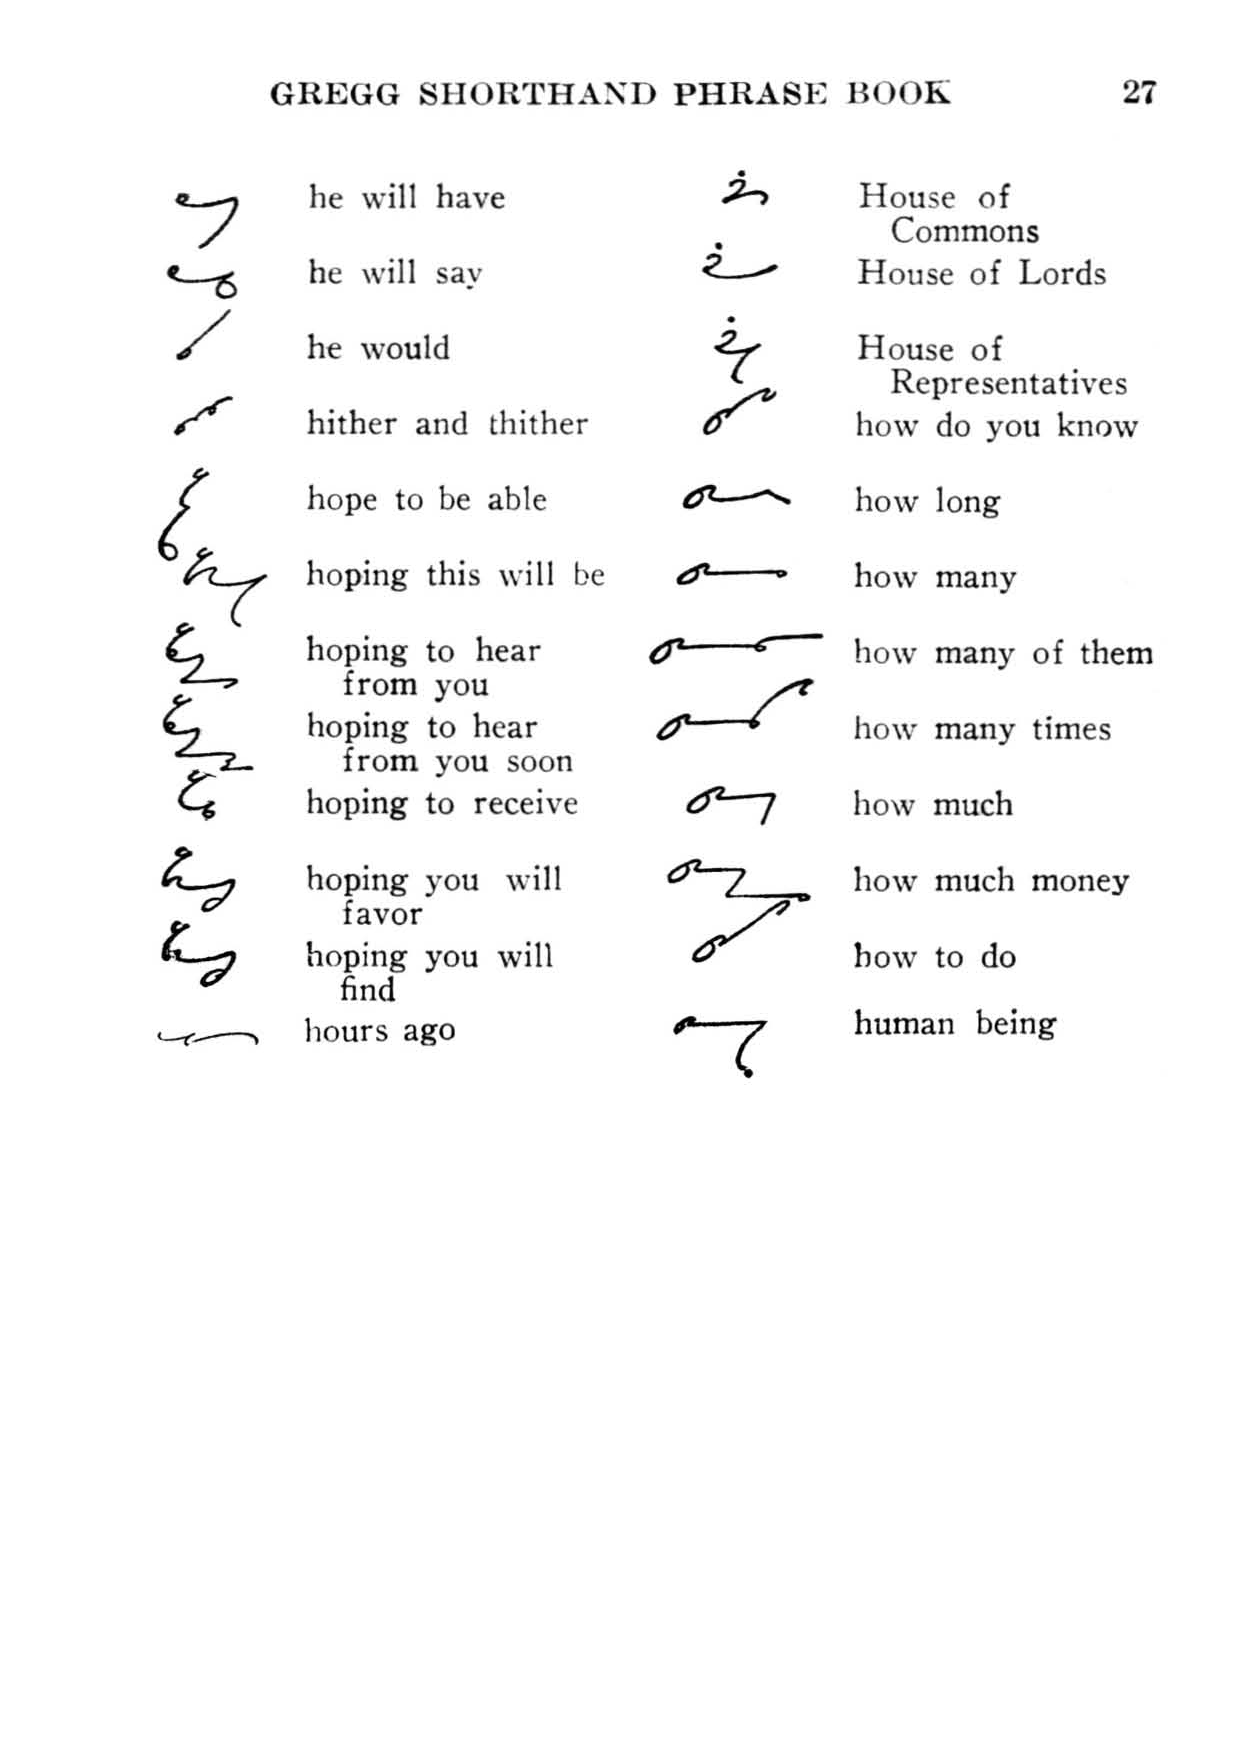 GREGG SHORTHAND PHRASE BOOK 27
he will have
he will say
he would
hither and thither
hope to be able
hoping this will be
hoping to hear
from you
hoping to hear
from you soon
hoping to receive
hoping you will
favor
hoping you will
find
hours ago
House of
Commons
House of Lords
House of
Representatives
how do you know
how long
how many
how many of them
how many times
how much
how much money
how to do
human being